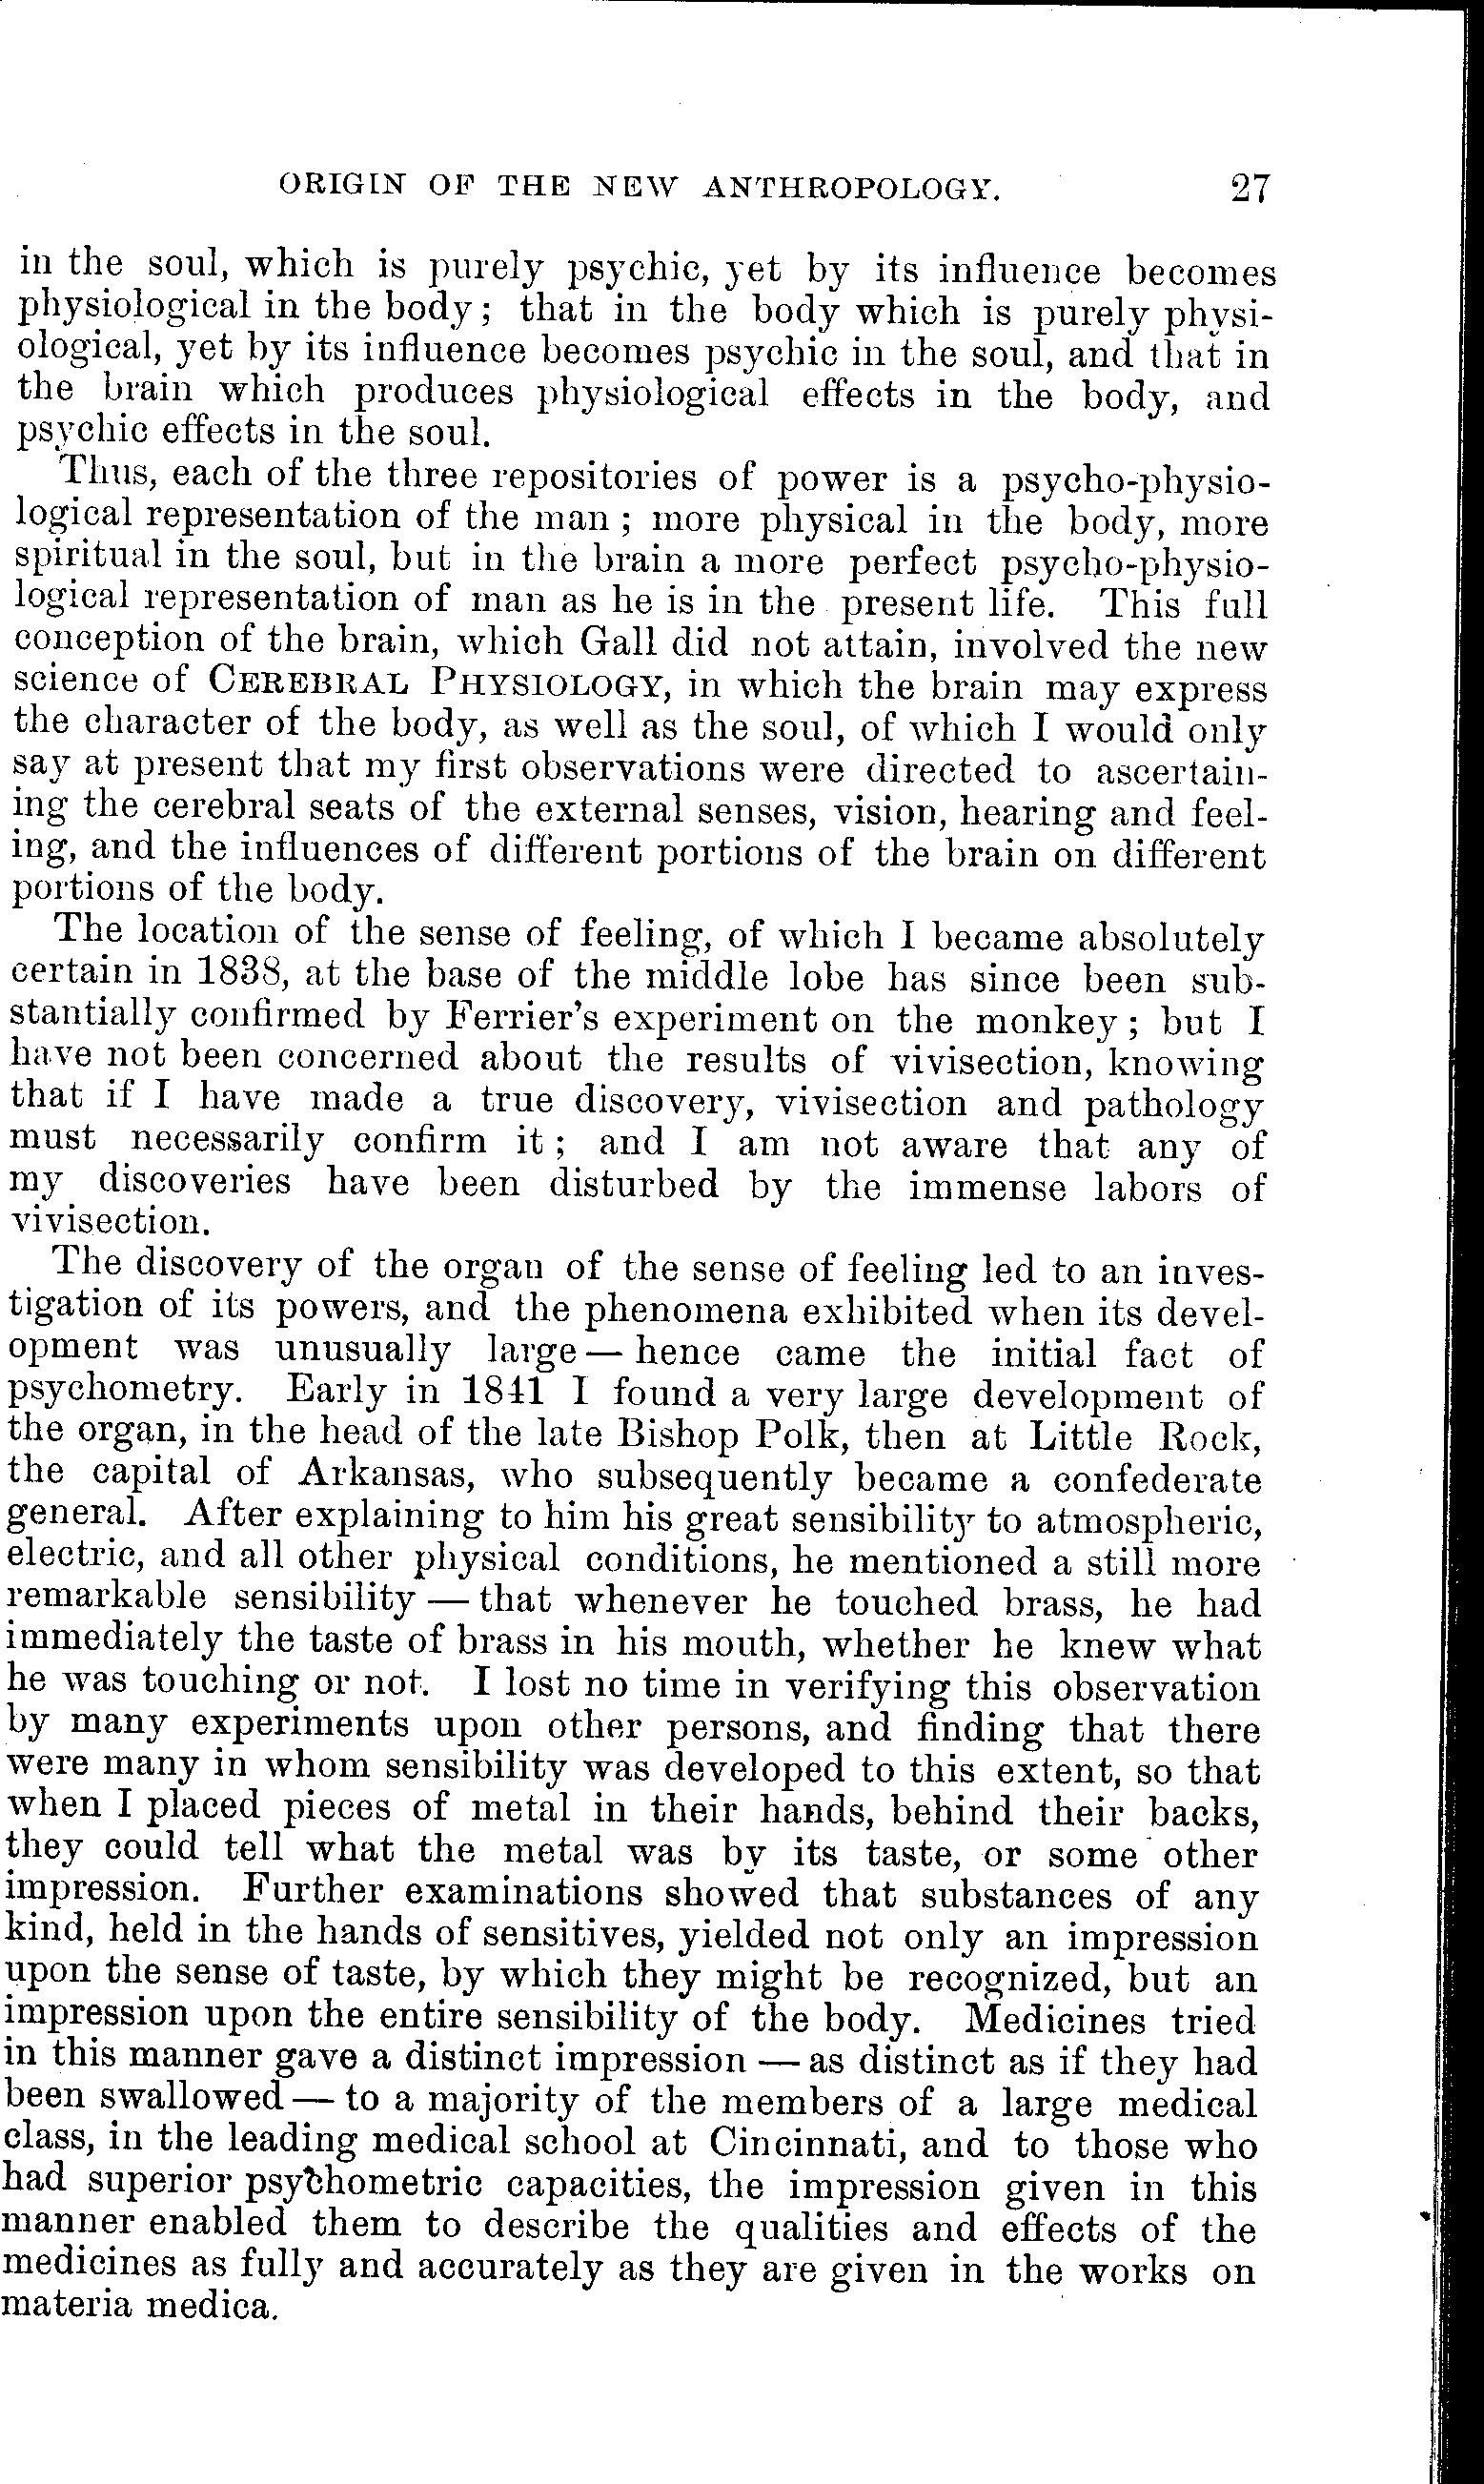 ORIGIN OF THE NEW ANTHROPOLOGY. 27
in the soul, which is purely psychic, yet by its influence becomes
physiological in the body; that in the body which is purely physi-
ological, yet by its influence becomes psychic in the soul, and that in
the brain which produces physiological effects in the body, and
psychic effects in the soul.
Thus, each of the three repositories of power is a psycho-physio-
logical representation of the man; more physical in the body, more
spiritual in the soul, but in the brain a more perfect psycho-physio-
logical representation of man as he is in the present life. This full
conception of the brain, which Gall did not attain, involved the new
science of CEREBRAL PHYSIOLOGY, in which the brain may express
the character of the body, as well as the soul, of which I would only
say at present that my first observations were directed to ascertain-
ing the cerebral seats of the external senses, vision, hearing and feel-
ing, and the influences of different portions of the brain on different
portions of the body.
The location of the sense of feeling, of which I became absolutely
certain in 1838, at the base of the middle lobe has since been sub-
stantially confirmed by Ferrier's experiment on the monkey; but I
have not been concerned about the results of vivisection, knowing
that if I have made a true discovery, vivisection and pathology
must necessarily confirm it; and I am not aware that any of
my discoveries have been disturbed by the immense labors of
vivisection.
The discovery of the organ of the sense of feeling led to an inves-
tigation of its powers, and the phenomena exhibited when its devel-
opment was unusually large — hence came the initial fact of
psychometry. Early in 1841 I found a very large development of
the organ, in the head of the late Bishop Polk, then at Little Rock,
the capital of Arkansas, who subsequently became a confederate
general. After explaining to him his great sensibility to atmospheric,
electric, and all other physical conditions, he mentioned a still more
remarkable sensibility — that whenever he touched brass, he had
immediately the taste of brass in his mouth, whether he knew what
he was touching or not. I lost no time in verifying this observation
by many experiments upon other persons, and finding that there
were many in whom sensibility was developed to this extent, so that
when I placed pieces of metal in their hands, behind their backs,
they could tell what the metal was by its taste, or some other
impression. Further examinations showed that substances of any
kind, held in the hands of sensitives, yielded not only an impression
upon the sense of taste, by which they might be recognized, but an
impression upon the entire sensibility of the body. Medicines tried
in this manner gave a distinct impression — as distinct as if they had
been swallowed — to a majority of the members of a large medical
class, in the leading medical school at Cincinnati, and to those who
had superior psychometric capacities, the impression given in this
manner enabled them to describe the qualities and effects of the
medicines as fully and accurately as they are given in the works on
materia medica.